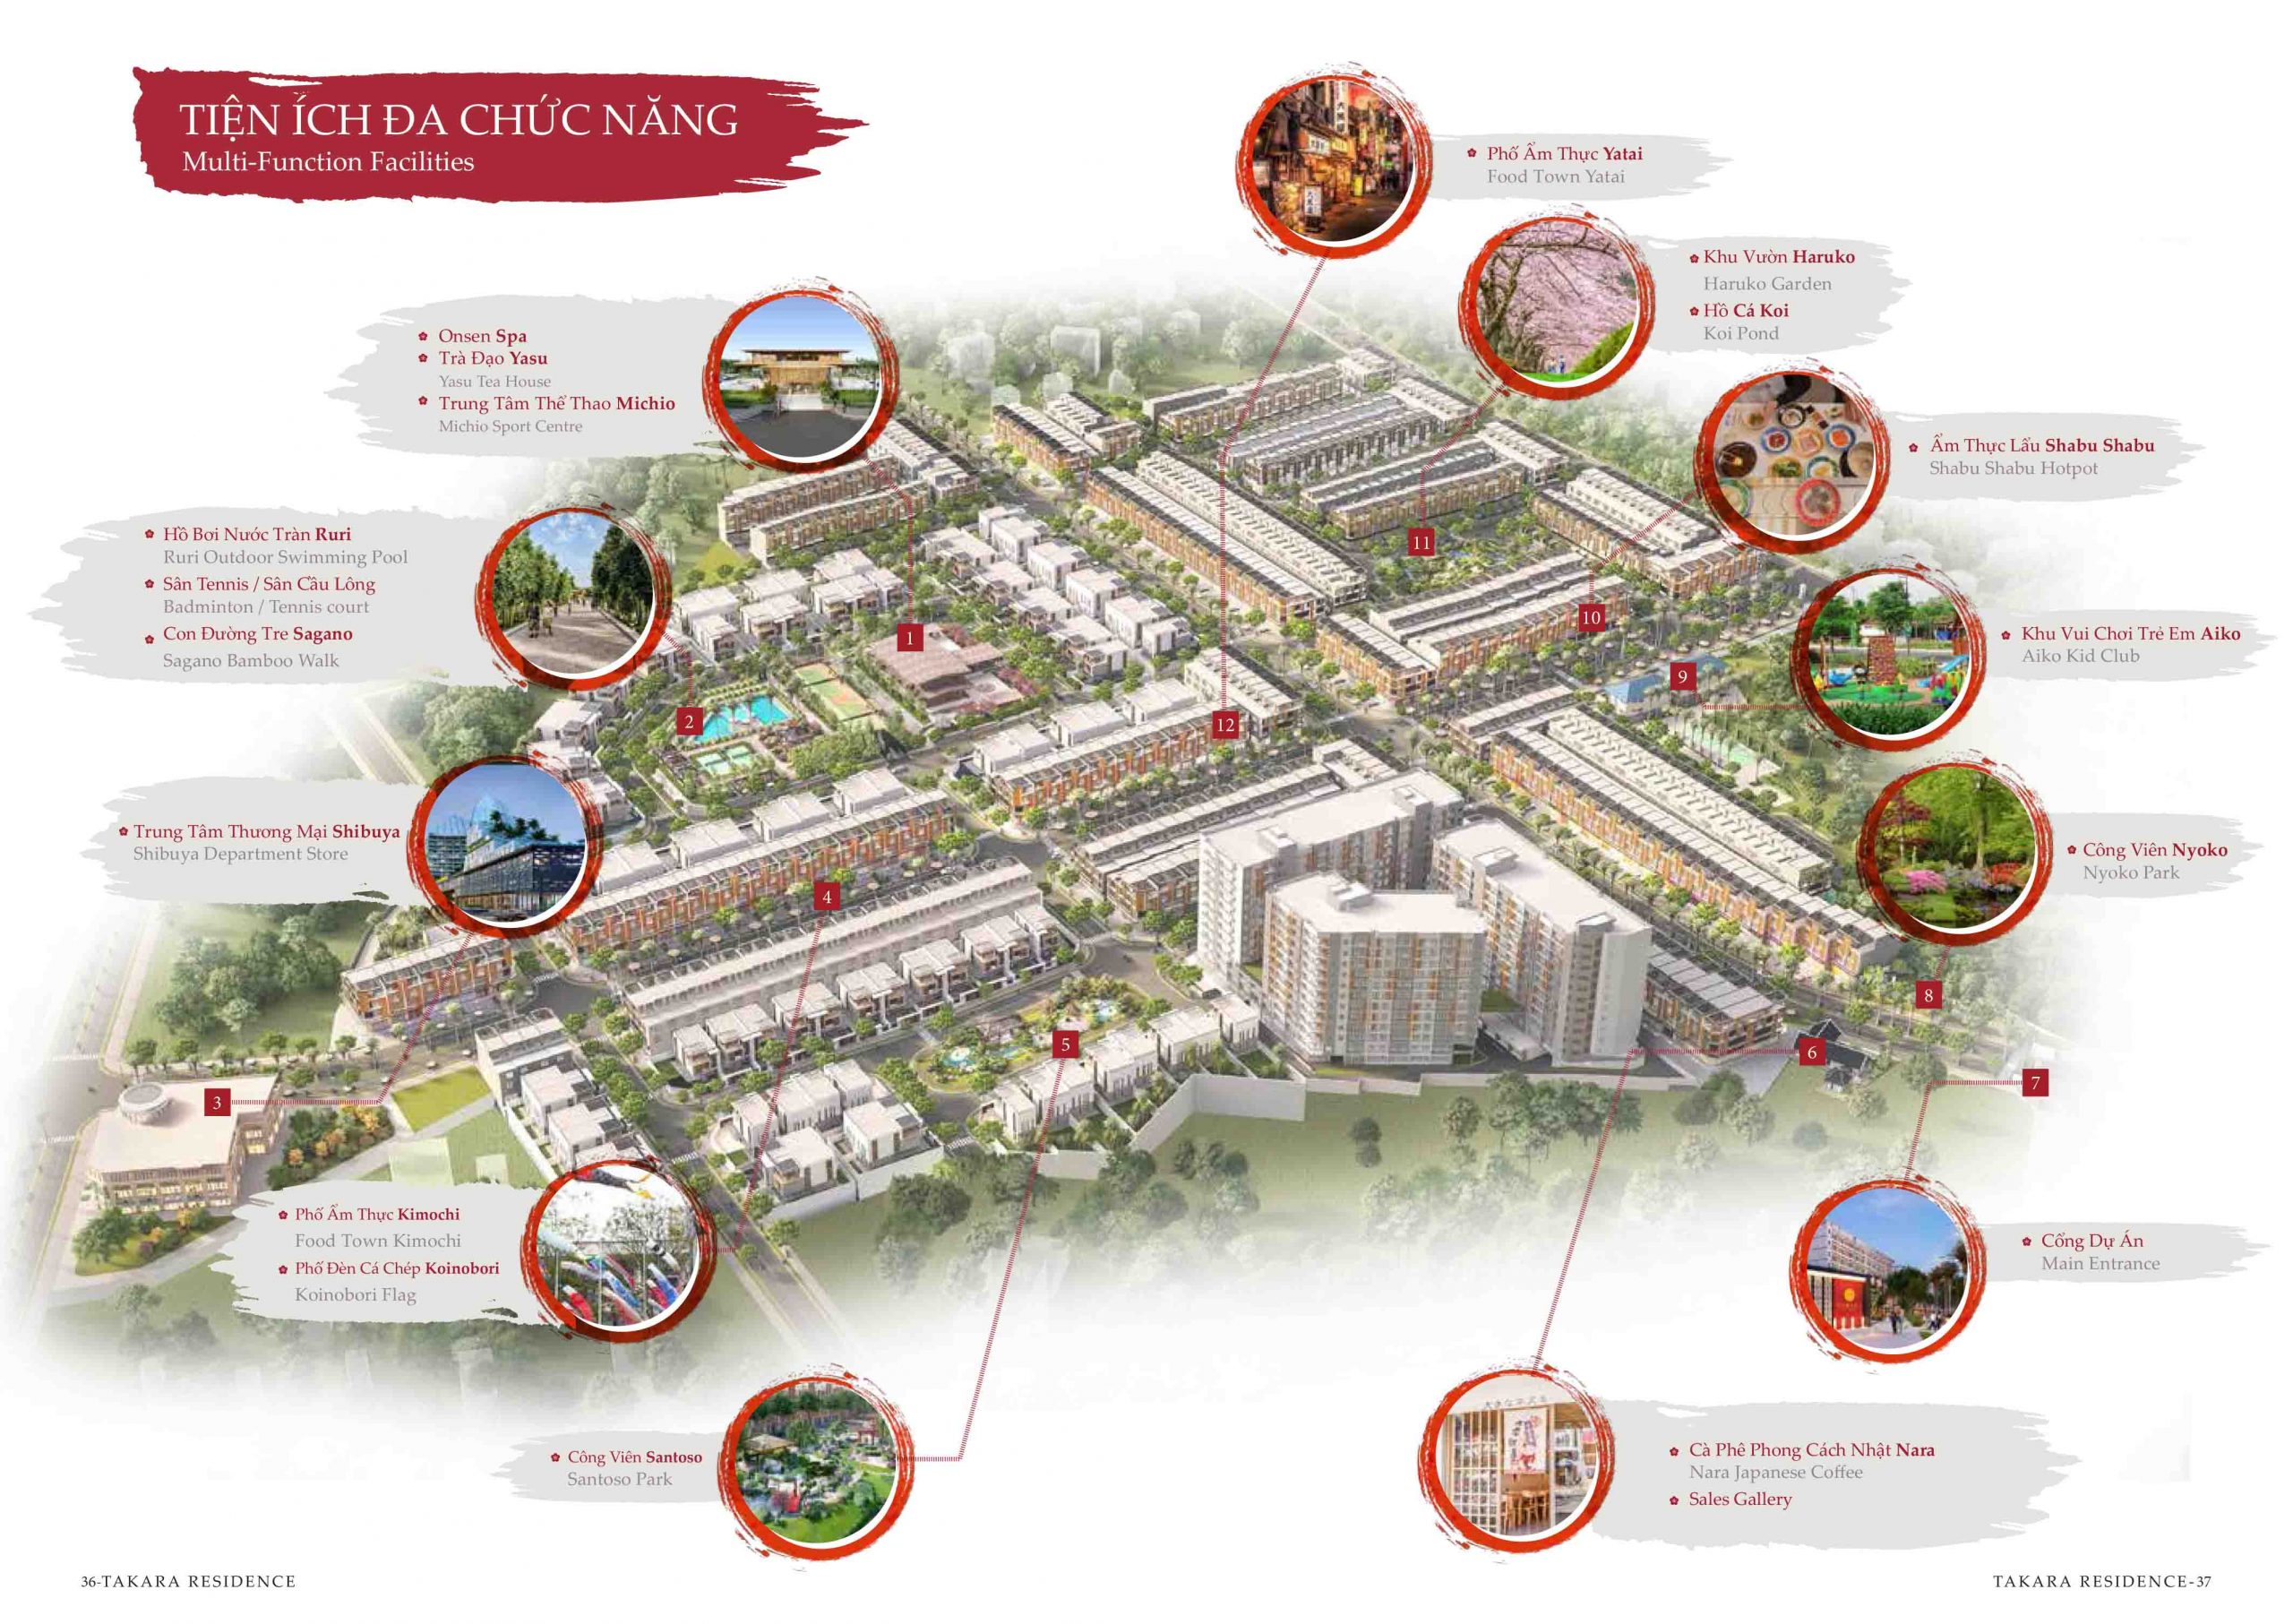 TIỆN ÍCH ĐA CHỨC NĂNG
Multi-Function Facilities
Phố Ẩm Thực Yatai
Food Town Yatai
Khu Vườn Haruko
Haruko Garden
Hồ Cá Koi
Koi Pond
Onsen Spa
Trà Đạo Yasu
Yasu Tea House
Trung Tâm Thể Thao Michio
Michio Sport Centre
Ẩm Thực Lẩu Shabu Shabu
Shabu Shabu Hotpot
Hồ Bơi Nước Tràn Ruri
Ruri Outdoor Swimming Pool
Sân Tennis / Sân Cầu Lông
Badminton / Tennis court
Con Đường Tre Sagano
Sagano Bamboo Walk
Khu Vui Chơi Trẻ Em Aiko
Aiko Kid Club
Trung Tâm Thương Mại Shibuya
Shibuya Department Store
Công Viên Nyoko
Nyoko Park
11
10
1
9
2
12
4
8
5
6
7
3
Phố Ẩm Thực Kimochi
Food Town Kimochi
Phố Đèn Cá Chép Koinobori
Koinobori Flag
Cổng Dự Án
Main Entrance
Công Viên Santoso
Santoso Park
Cà Phê Phong Cách Nhật Nara
Nara Japanese Coffee
Sales Gallery
36-TAKARA RESIDENCE
TAKARA RESIDENCE-37